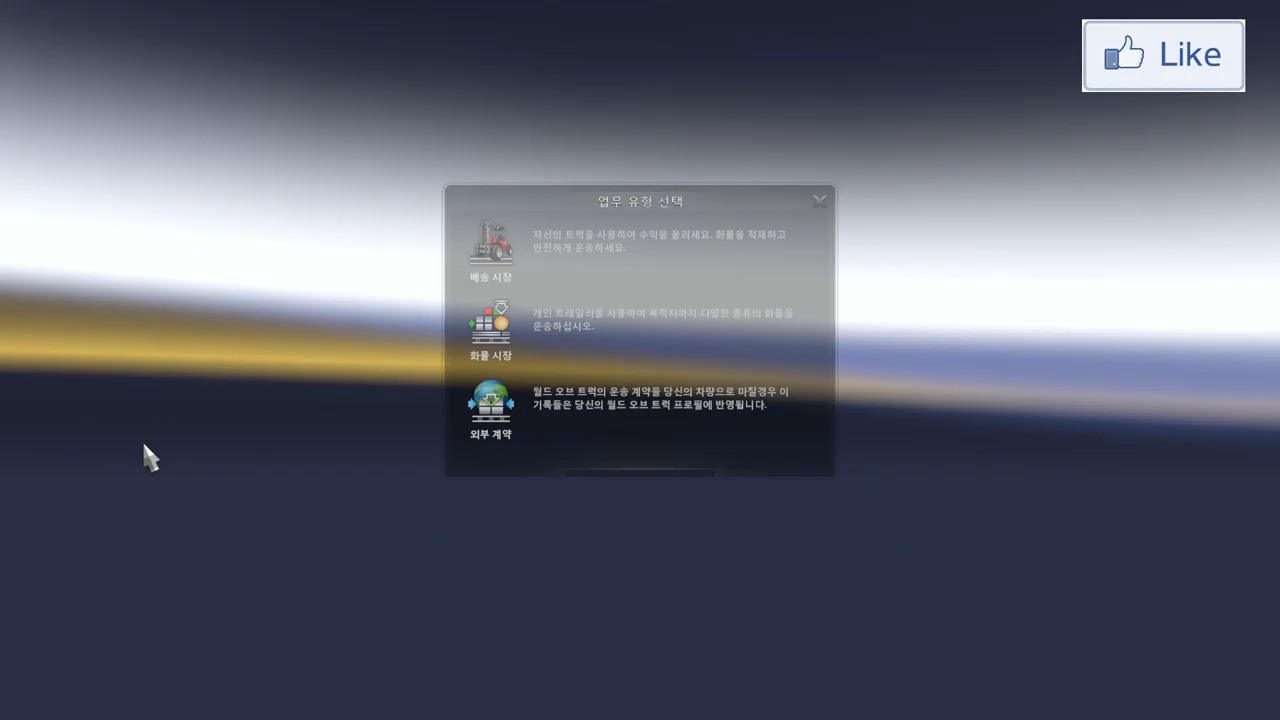 Like
업무 유형 선택
자신의 트럭을 사용하여 수익을 올리세요. 화물을 적재하고
안전하게 운송하세요.
배송 시장
개인 트레일러를 사용하여 목적지까지 다양한 종류의 화물을
운송하십시오.
화물 시장
월드 오브 트럭의 운송 계약을 당신의 차량으로 마칠경우 이
기록들은 당신의 월드 오브 트럭 프로필에 반영됩니다.
외부 계약